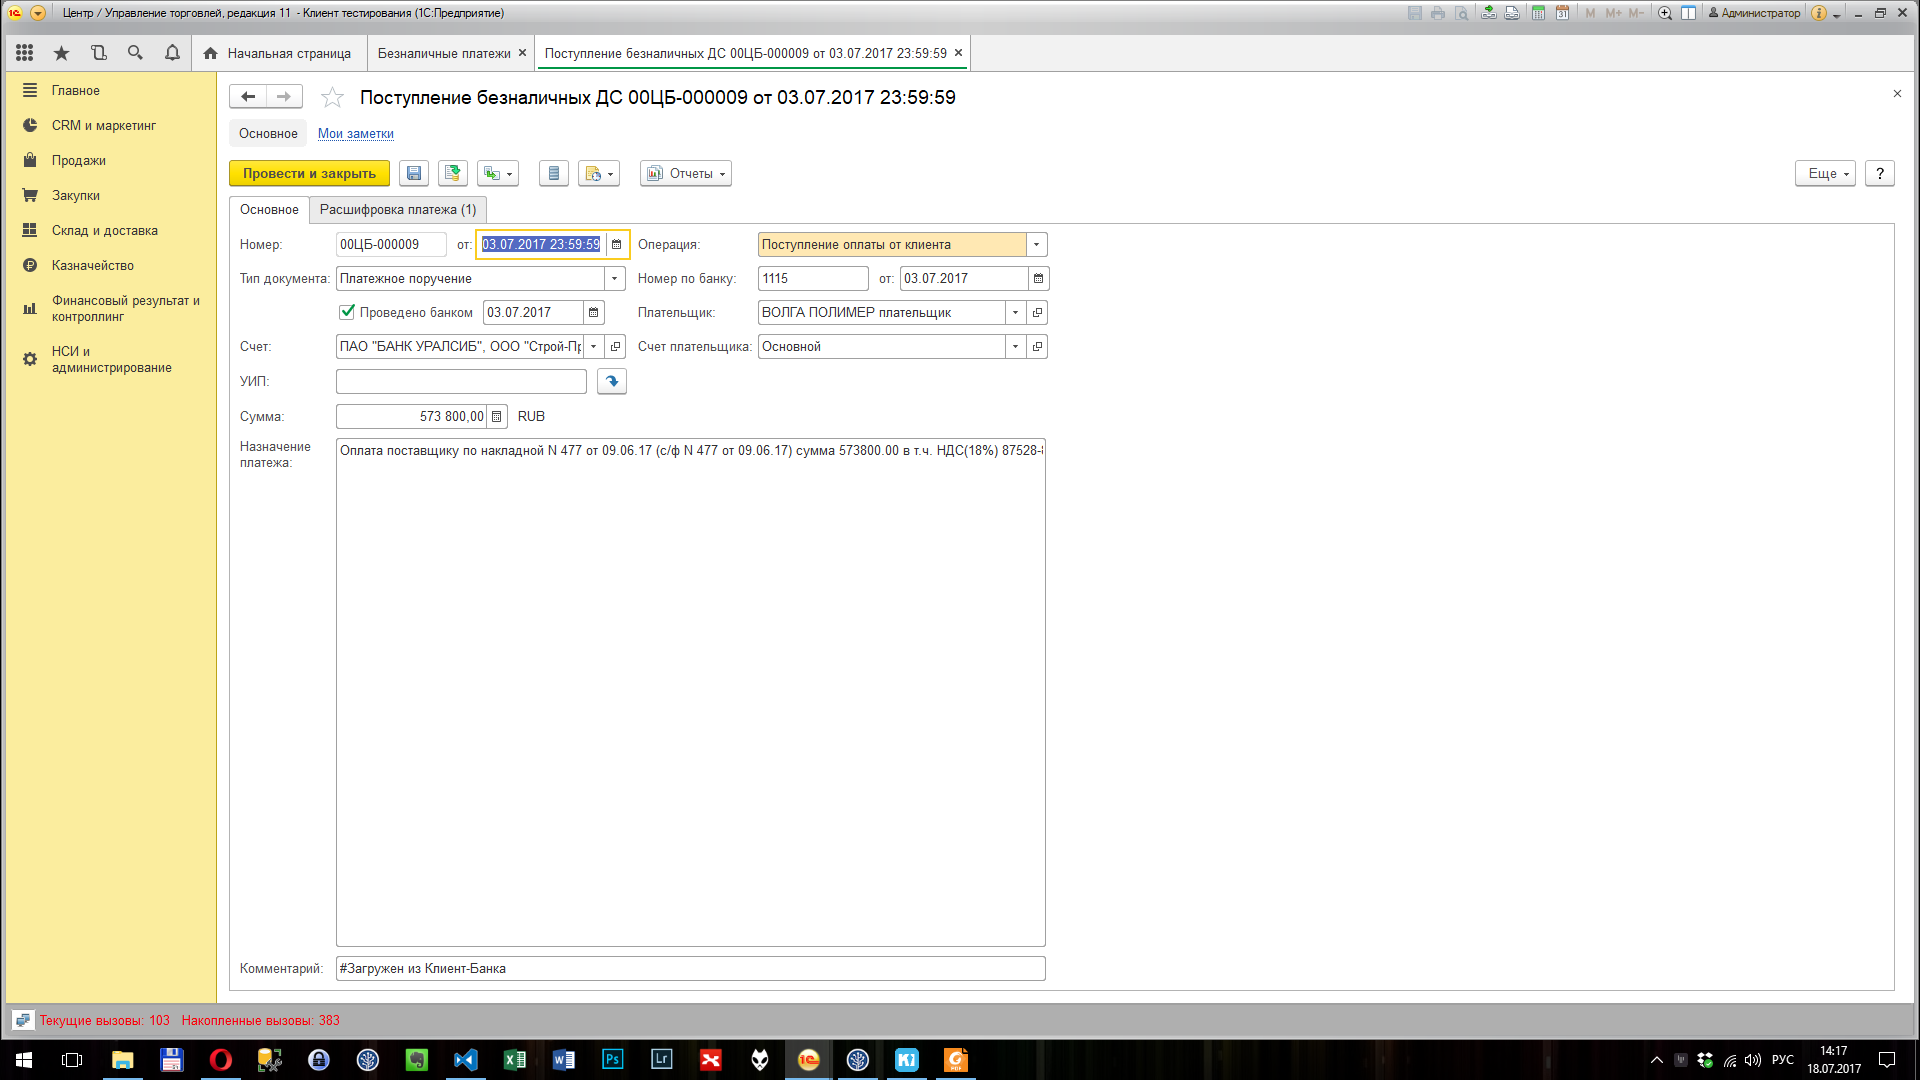 Центр / Управление торговлей, редакция 11 - Клиент тестирования (1С:Предприятие)
M M+ M- Администратор
Начальная страница
Безналичные платежи
Поступление безналичных ДС 00ЦБ-000009 от 03.07.2017 23:59:59
Главное
CRM и маркетинг
Продажи
Закупки
Склад и доставка
Казначейство
Финансовый результат и
контроллинг
НСИ и
администрирование
Поступление безналичных ДС 00ЦБ-000009 от 03.07.2017 23:59:59
Основное Мои заметки
Провести и закрыть
Отчеты
Еще
?
Основное
Расшифровка платежа (1)
Номер: 00ЦБ-000009 от: 03.07.2017 23:59:59 Операция: Поступление оплаты от клиента
Тип документа: Платежное поручение Номер по банку: 1115 от: 03.07.2017
Проведено банком 03.07.2017 Плательщик: ВОЛГА ПОЛИМЕР плательщик
Счет: ПАО "БАНК УРАЛСИБ", ООО "Строй-Пр Счет плательщика: Основной
УИП:
Сумма: 573 800,00 RUB
Назначение
платежа:
Оплата поставщику по накладной N 477 от 09.06.17 (с/ф N 477 от 09.06.17) сумма 573800.00 в т.ч. НДС(18%) 87528-
Комментарий: #Загружен из Клиент-Банка
Текущие вызовы: 103 Накопленные вызовы: 383
Ps
Lr
1С
Ki
PDF
РУС
14:17
18.07.2017